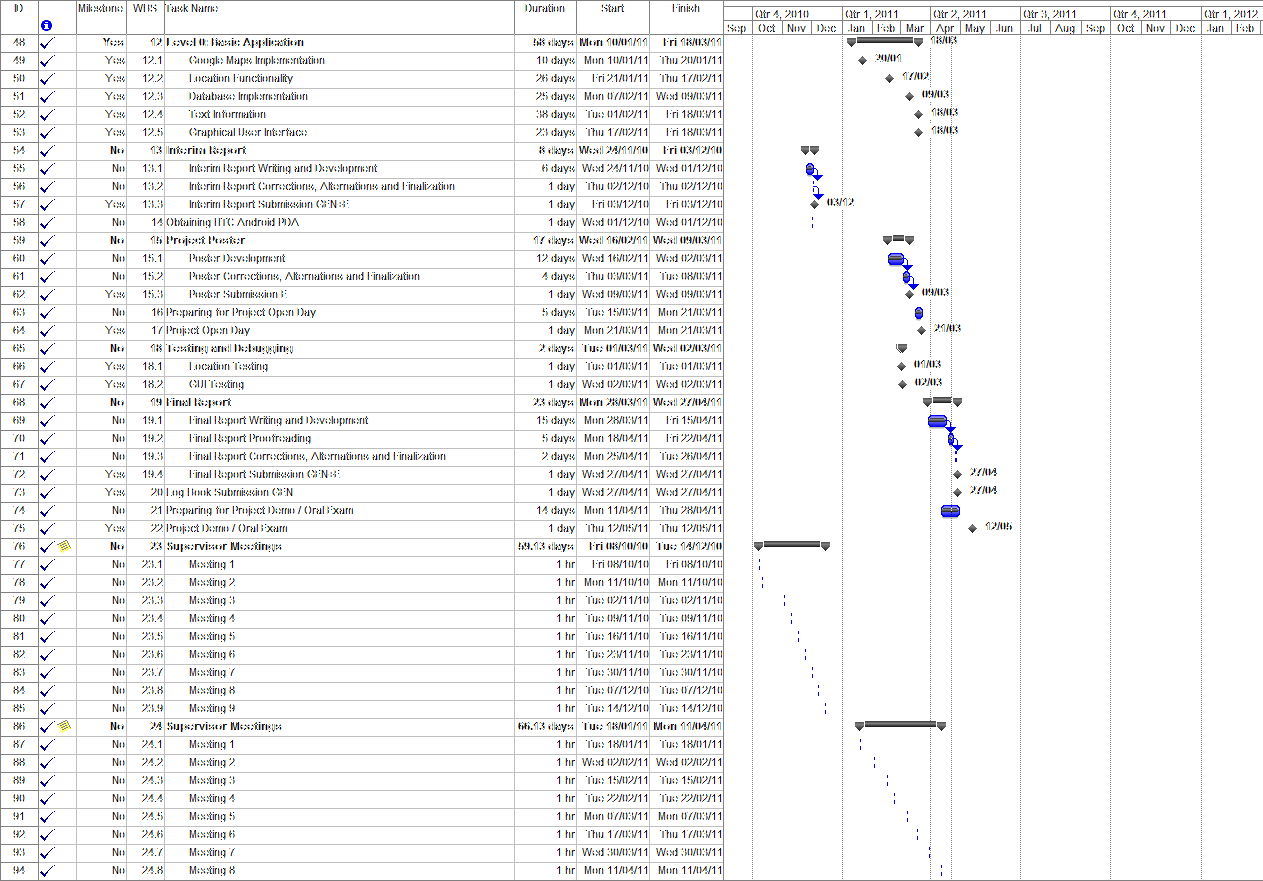 ID Milestone WBS Task Name Duration Start Finish Qtr 4, 2010 Qtr 1, 2011 Qtr 2, 2011 Qtr 3, 2011 Qtr 4, 2011 Qtr 1, 2012
Sep Oct Nov Dec Jan Feb Mar Apr May Jun Jul Aug Sep Oct Nov Dec Jan Feb
48 Yes 12 Level 0: Basic Application 58 days Mon 10/01/11 Fri 18/03/11 18/03
49 Yes 12.1 Google Maps Implementation 10 days Mon 10/01/11 Thu 20/01/11 20/01
50 Yes 12.2 Location Functionality 26 days Fri 21/01/11 Thu 17/02/11 17/02
51 Yes 12.3 Database Implementation 25 days Mon 07/02/11 Wed 09/03/11 09/03
52 Yes 12.4 Text Information 38 days Tue 01/02/11 Fri 18/03/11 18/03
53 Yes 12.5 Graphical User Interface 23 days Thu 17/02/11 Fri 18/03/11 18/03
54 No 13 Interim Report 8 days Wed 24/11/10 Fri 03/12/10
55 No 13.1 Interim Report Writing and Development 6 days Wed 24/11/10 Wed 01/12/10
56 No 13.2 Interim Report Corrections, Alternations and Finalization 1 day Thu 02/12/10 Thu 02/12/10
57 Yes 13.3 Interim Report Submission 1 day Fri 03/12/10 Fri 03/12/10 03/12
58 No 14 Obtaining HTC Android PDA 1 day Wed 01/12/10 Wed 01/12/10
59 No 15 Project Poster 17 days Wed 16/02/11 Wed 09/03/11
60 No 15.1 Poster Development 12 days Wed 16/02/11 Wed 02/03/11
61 No 15.2 Poster Corrections, Alternations and Finalization 4 days Thu 03/03/11 Tue 08/03/11
62 Yes 15.3 Poster Submission E 1 day Wed 09/03/11 Wed 09/03/11 09/03
63 No 16 Preparing for Project Open Day 5 days Tue 15/03/11 Mon 21/03/11
64 Yes 17 Project Open Day 1 day Mon 21/03/11 Mon 21/03/11 21/03
65 No 18 Testing and Debugging 2 days Tue 01/03/11 Wed 02/03/11
66 Yes 18.1 Location Testing 1 day Tue 01/03/11 Tue 01/03/11 01/03
67 Yes 18.2 GUI Testing 1 day Wed 02/03/11 Wed 02/03/11 02/03
68 No 19 Final Report 23 days Mon 28/03/11 Wed 27/04/11
69 No 19.1 Final Report Writing and Development 15 days Mon 28/03/11 Fri 15/04/11
70 No 19.2 Final Report Proofreading 5 days Mon 18/04/11 Fri 22/04/11
71 No 19.3 Final Report Corrections, Alternations and Finalization 2 days Mon 25/04/11 Tue 26/04/11
72 Yes 19.4 Final Report Submission 1 day Wed 27/04/11 Wed 27/04/11 27/04
73 Yes 20 Log Book Submission GEN 1 day Wed 27/04/11 Wed 27/04/11 27/04
74 No 21 Preparing for Project Demo / Oral Exam 14 days Mon 11/04/11 Thu 28/04/11
75 Yes 22 Project Demo / Oral Exam 1 day Thu 12/05/11 Thu 12/05/11 12/05
76 No 23 Supervisor Meetings 59.13 days Fri 08/10/10 Tue 14/12/10
77 No 23.1 Meeting 1 1 hr Fri 08/10/10 Fri 08/10/10
78 No 23.2 Meeting 2 1 hr Mon 11/10/10 Mon 11/10/10
79 No 23.3 Meeting 3 1 hr Tue 02/11/10 Tue 02/11/10
80 No 23.4 Meeting 4 1 hr Tue 09/11/10 Tue 09/11/10
81 No 23.5 Meeting 5 1 hr Tue 16/11/10 Tue 16/11/10
82 No 23.6 Meeting 6 1 hr Tue 23/11/10 Tue 23/11/10
83 No 23.7 Meeting 7 1 hr Tue 30/11/10 Tue 30/11/10
84 No 23.8 Meeting 8 1 hr Tue 07/12/10 Tue 07/12/10
85 No 23.9 Meeting 9 1 hr Tue 14/12/10 Tue 14/12/10
86 No 24 Supervisor Meetings 66.13 days Tue 18/01/11 Mon 11/04/11
87 No 24.1 Meeting 1 1 hr Tue 18/01/11 Tue 18/01/11
88 No 24.2 Meeting 2 1 hr Wed 02/02/11 Wed 02/02/11
89 No 24.3 Meeting 3 1 hr Tue 15/02/11 Tue 15/02/11
90 No 24.4 Meeting 4 1 hr Tue 22/02/11 Tue 22/02/11
91 No 24.5 Meeting 5 1 hr Mon 07/03/11 Mon 07/03/11
92 No 24.6 Meeting 6 1 hr Thu 17/03/11 Thu 17/03/11
93 No 24.7 Meeting 7 1 hr Wed 30/03/11 Wed 30/03/11
94 No 24.8 Meeting 8 1 hr Mon 11/04/11 Mon 11/04/11